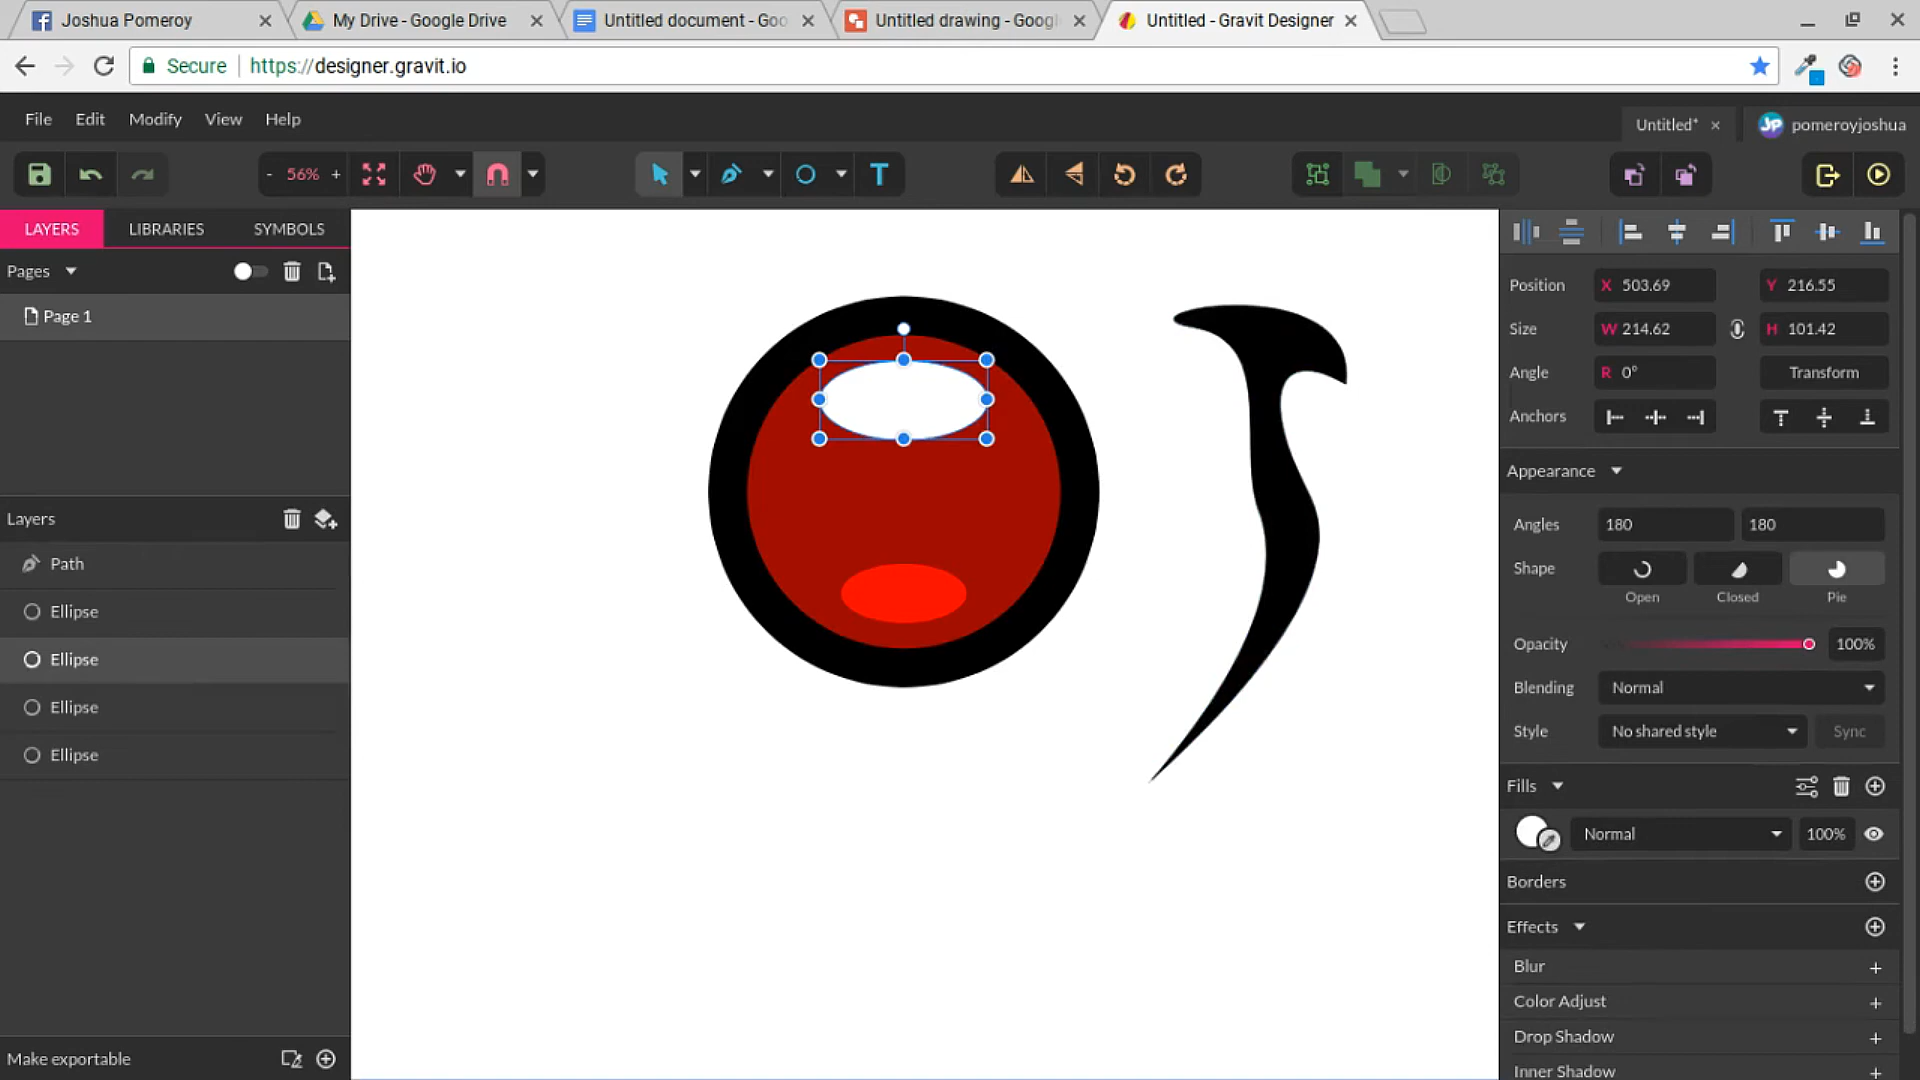 Joshua Pomeroy
My Drive - Google Drive
Untitled document - Goo
Untitled drawing - Googl
Untitled - Gravit Designer
Secure
https://designer.gravit.io
File
Edit
Modify
View
Help
Untitled*
pomeroyjoshua
- 56% +
T
LAYERS
LIBRARIES
SYMBOLS
Pages
Page 1
Layers
Path
Ellipse
Ellipse
Ellipse
Ellipse
Make exportable
Position X 503.69 Y 216.55
Size W 214.62 H 101.42
Angle R 0° Transform
Anchors
Appearance
Angles 180 180
Shape
Open Closed Pie
Opacity 100%
Blending Normal
Style No shared style Sync
Fills
Normal 100%
Borders
Effects
Blur
Color Adjust
Drop Shadow
Inner Shadow